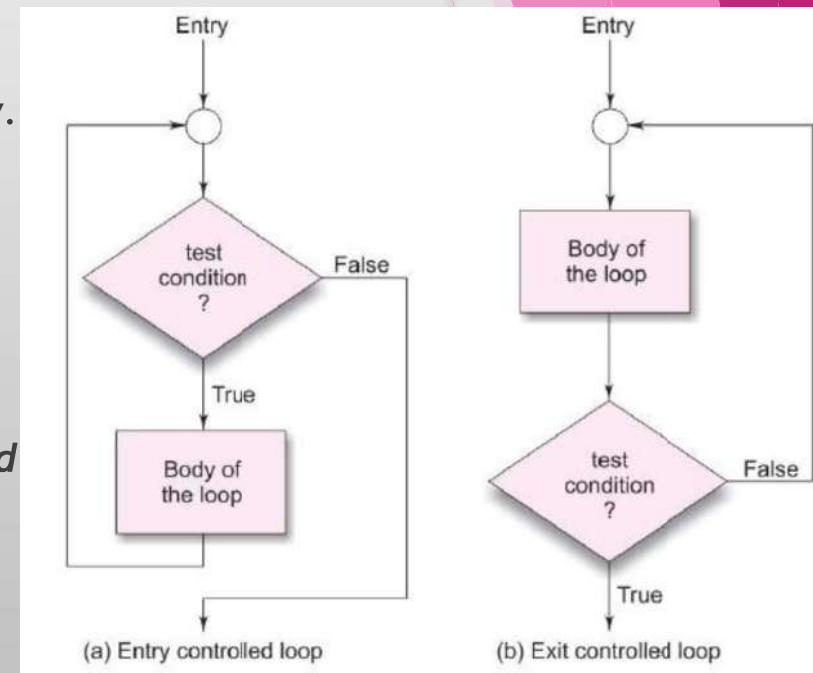 Entry
test
condition
?
False
True
Body of
the loop
(a) Entry controlled loop
Entry
Body of
the loop
test
condition
?
False
True
(b) Exit controlled loop